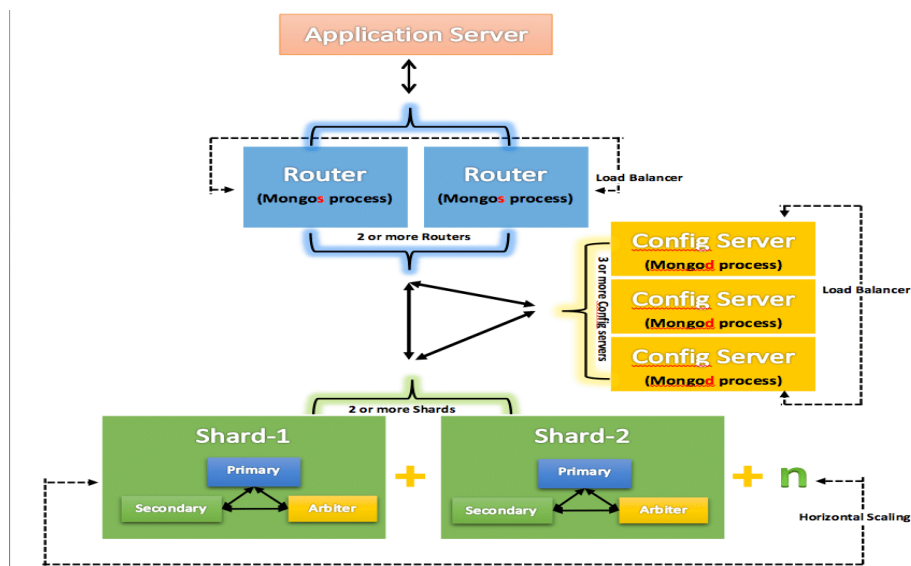 Application Server
Router
(Mongos process)
Router
(Mongos process)
Load Balancer
2 or more Routers
Config Server
(Mongod process)
Config Server
(Mongod process)
Config Server
(Mongod process)
3 or more Config servers
Load Balancer
2 or more Shards
Shard-1
Primary
Secondary
Arbiter
+
Shard-2
Primary
Secondary
Arbiter
+ n
Horizontal Scaling